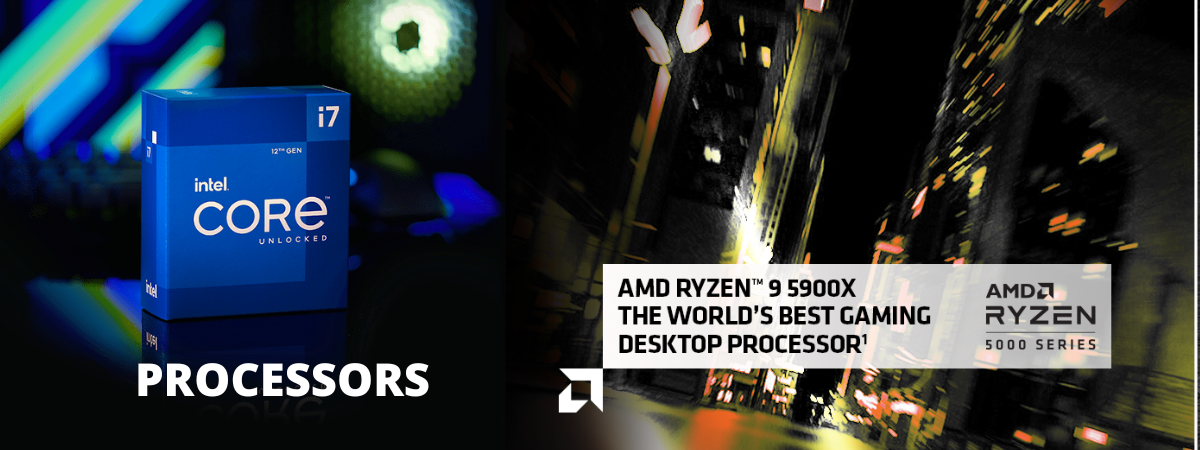 i7
12TH GEN
i7
intel.
CORE™
UNLOCKED
intel
PROCESSORS
AMD RYZEN™ 9 5900X
THE WORLD'S BEST GAMING
DESKTOP PROCESSOR¹
AMD
RYZEN
5000 SERIES